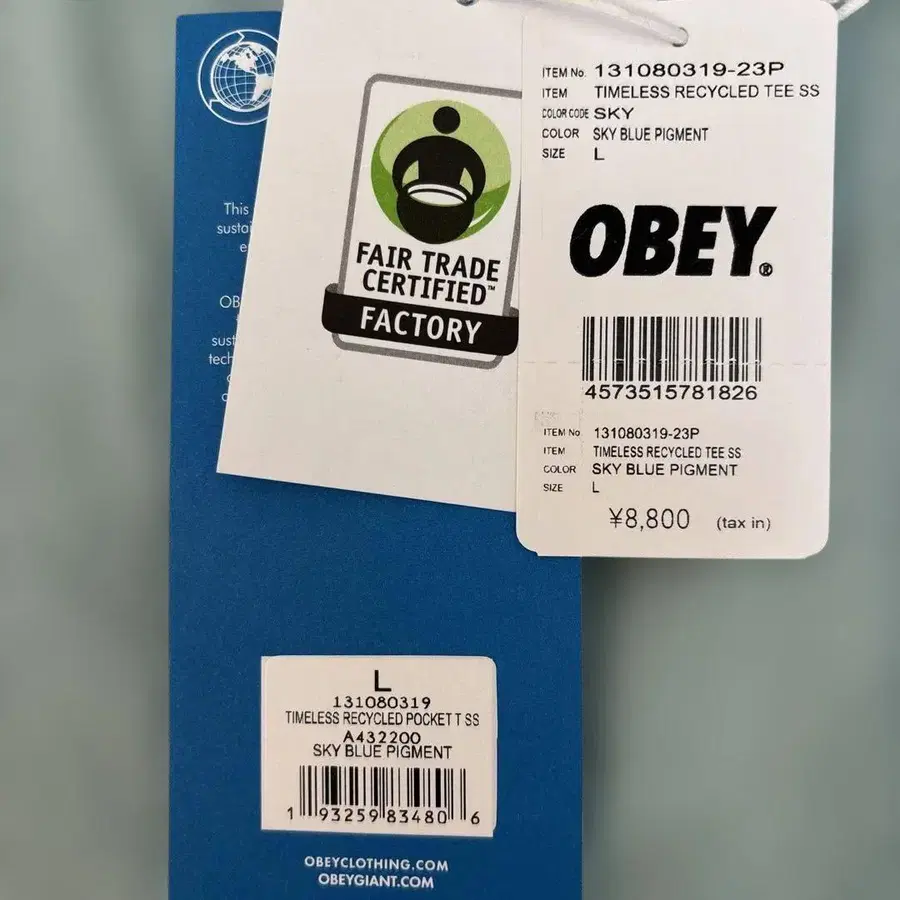 This
OBEY
FAIR TRADE
CERTIFIED™
FACTORY
ITEM No. 131080319-23P
ITEM TIMELESS RECYCLED TEE SS
COLOR CODE SKY
COLOR SKY BLUE PIGMENT
SIZE L
OBEY®
4573515781826
ITEM No 131080319-23P
ITEM TIMELESS RECYCLED TEE SS
COLOR SKY BLUE PIGMENT
SIZE L
¥8,800 (tax in)
L
131080319
TIMELESS RECYCLED POCKET T SS
A432200
SKY BLUE PIGMENT
1 93259 83480 6
OBEYCLOTHING.COM
OBEYGIANT.COM